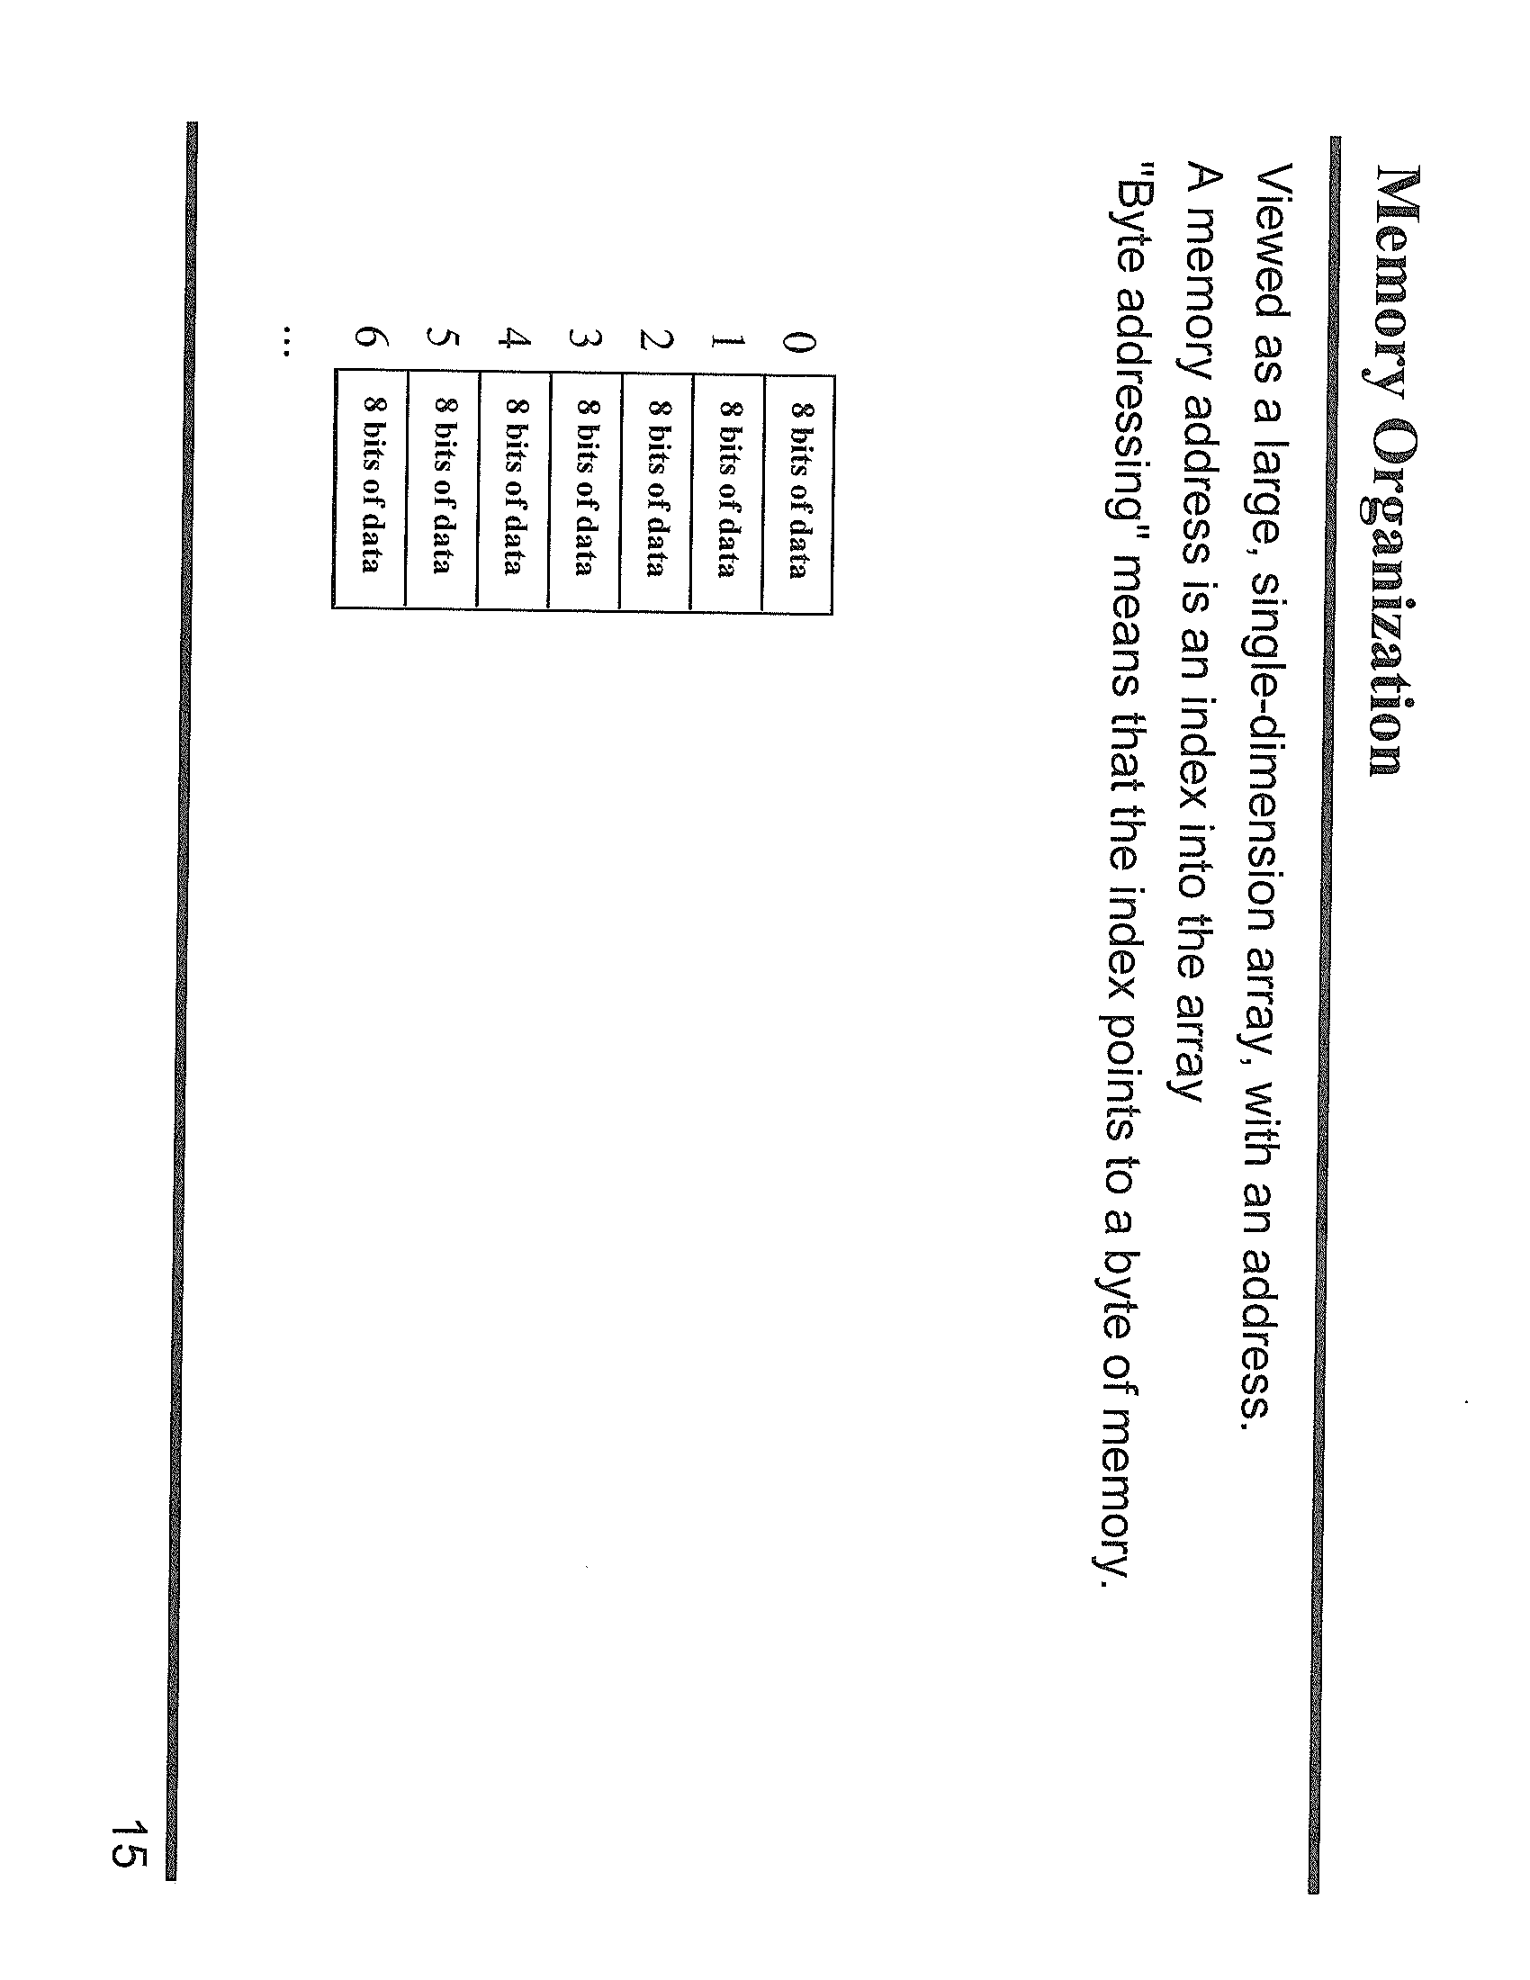 Memory Organization
Viewed as a large, single-dimension array, with an address.
A memory address is an index into the array
"Byte addressing" means that the index points to a byte of memory.
0 8 bits of data
1 8 bits of data
2 8 bits of data
3 8 bits of data
4 8 bits of data
5 8 bits of data
6 8 bits of data
...
15